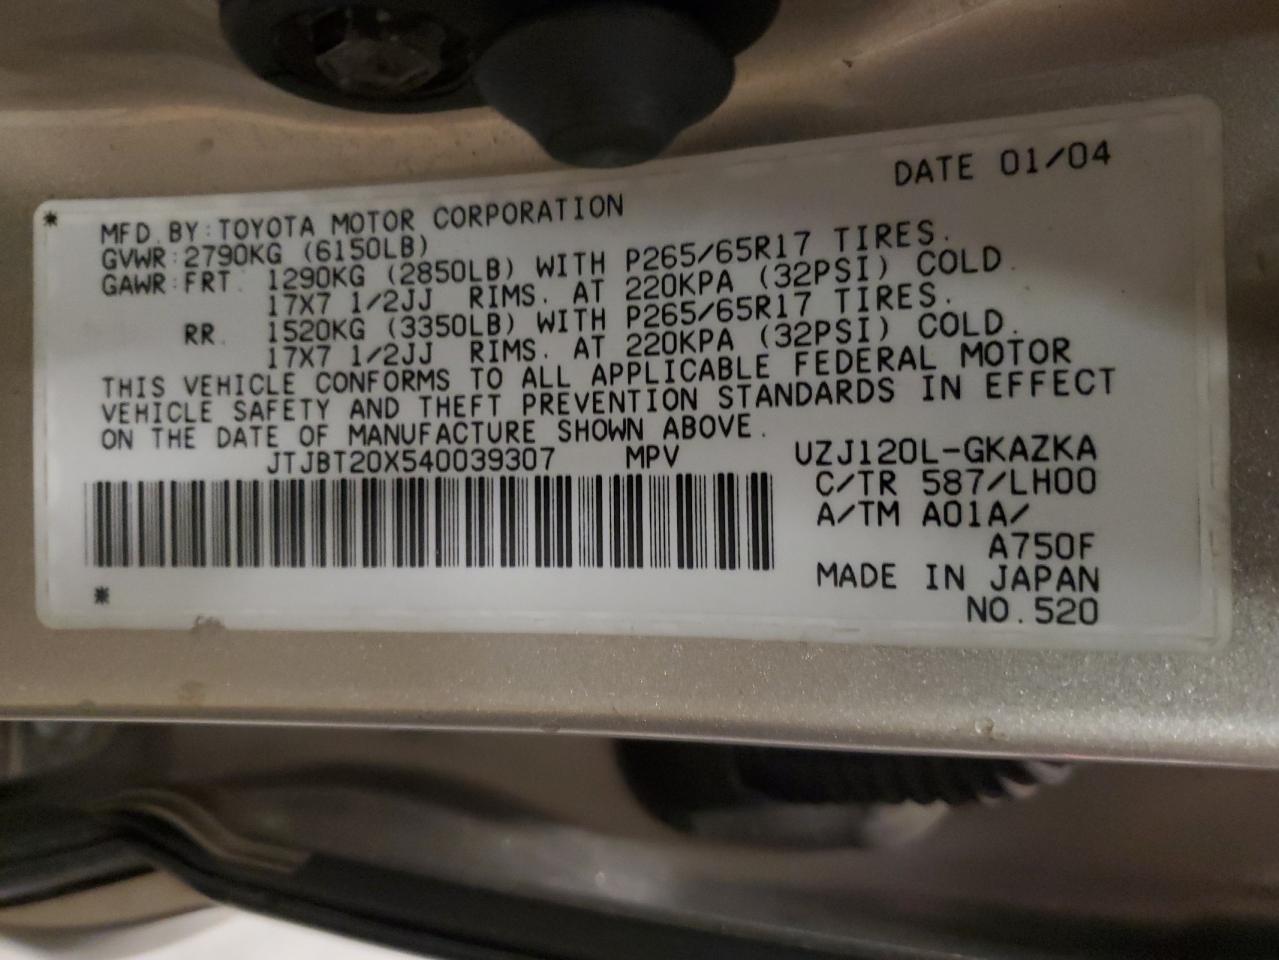 DATE 01/04
MFD. BY: TOYOTA MOTOR CORPORATION
GVWR: 2790KG (6150LB)
GAWR: FRT. 1290KG (2850LB) WITH P265/65R17 TIRES.
17X7 1/2JJ RIMS. AT 220KPA (32PSI) COLD.
RR. 1520KG (3350LB) WITH P265/65R17 TIRES.
17X7 1/2JJ RIMS. AT 220KPA (32PSI) COLD.
THIS VEHICLE CONFORMS TO ALL APPLICABLE FEDERAL MOTOR
VEHICLE SAFETY AND THEFT PREVENTION STANDARDS IN EFFECT
ON THE DATE OF MANUFACTURE SHOWN ABOVE.
JTJBT20X540039307 MPV
UZJ120L-GKAZKA
C/TR 587/LH00
A/TM A01A/
A750F
MADE IN JAPAN
NO.520